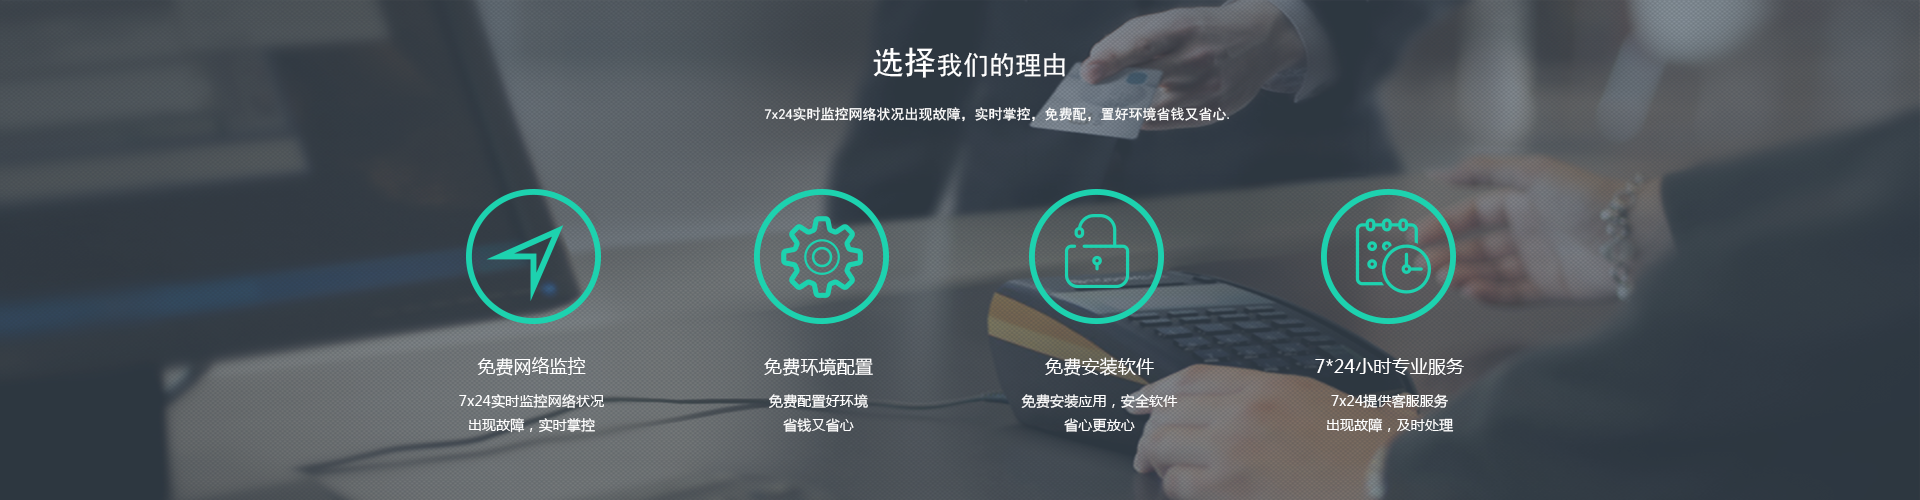 选择我们的理由
7x24实时监控网络状况出现故障，实时掌控，免费配，置好环境省钱又省心.
免费网络监控
7x24实时监控网络状况
出现故障，实时掌控
免费环境配置
免费配置好环境
省钱又省心
免费安装软件
免费安装应用，安全软件
省心更放心
7*24小时专业服务
7x24提供客服服务
出现故障，及时处理